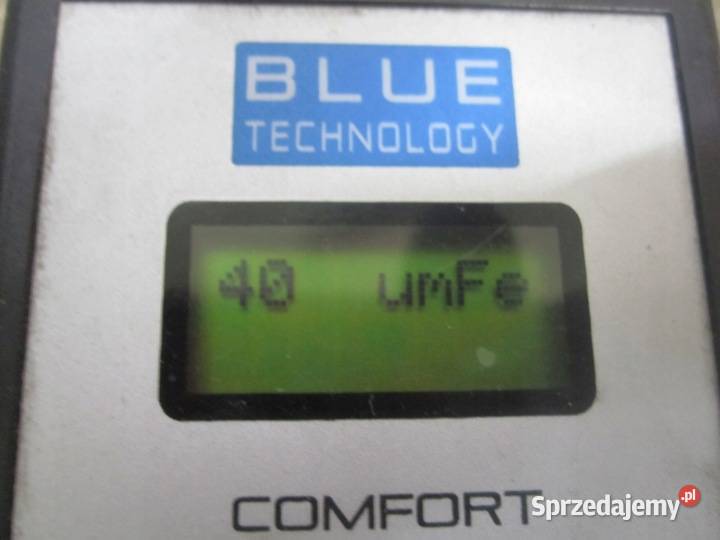 BLUE
TECHNOLOGY
40 umFe
COMFORT
Sprzedajemy.pl